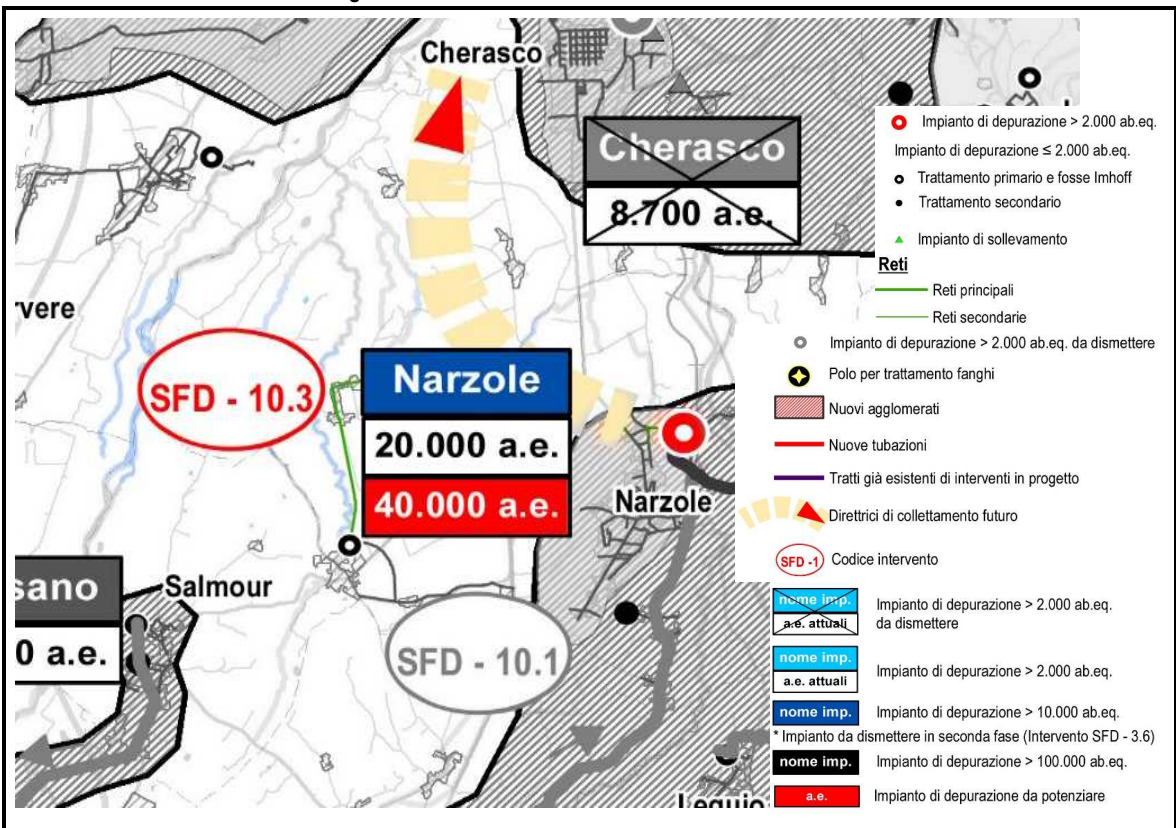 Cherasco
Cherasco
8.700 a.e.
rvere
SFD - 10.3
Narzole
20.000 a.e.
40.000 a.e.
Narzole
Salmour
sano
0 a.e.
SFD - 10.1
Lequio
Impianto di depurazione > 2.000 ab.eq.
Impianto di depurazione ≤ 2.000 ab.eq.
Trattamento primario e fosse Imhoff
Trattamento secondario
Impianto di sollevamento
Reti
Reti principali
Reti secondarie
Impianto di depurazione > 2.000 ab.eq. da dismettere
Polo per trattamento fanghi
Nuovi agglomerati
Nuove tubazioni
Tratti già esistenti di interventi in progetto
Direttrici di collettamento futuro
SFD -1 Codice intervento
nome imp.
a.e. attuali
Impianto di depurazione > 2.000 ab.eq.
da dismettere
nome imp.
a.e. attuali
Impianto di depurazione > 2.000 ab.eq.
nome imp. Impianto di depurazione > 10.000 ab.eq.
* Impianto da dismettere in seconda fase (Intervento SFD - 3.6)
nome imp. Impianto di depurazione > 100.000 ab.eq.
a.e. Impianto di depurazione da potenziare